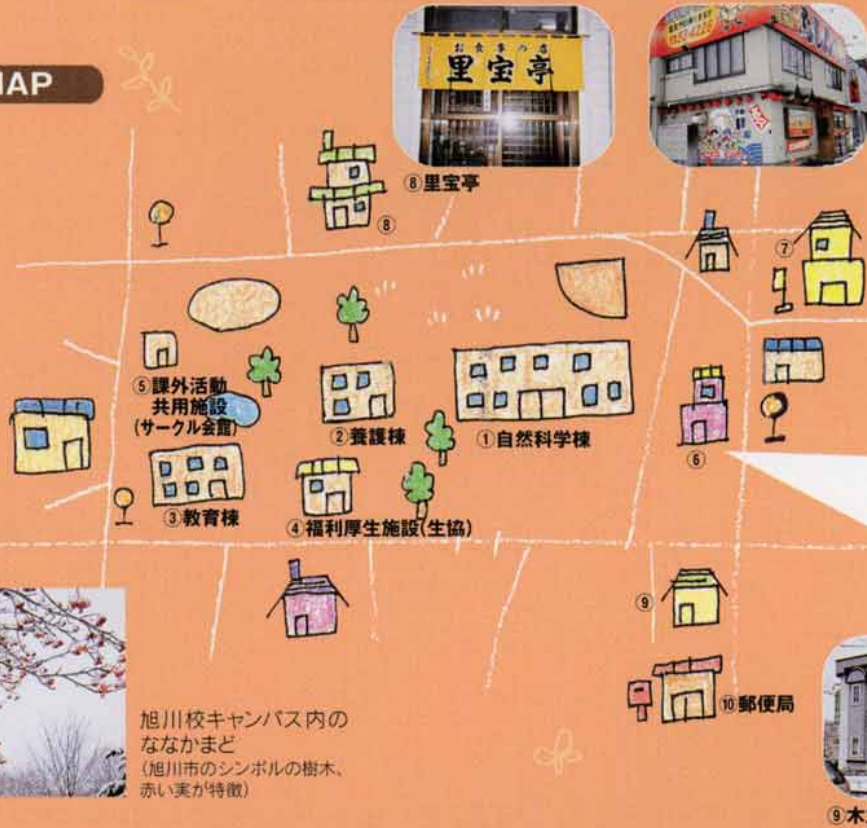 MAP
お食事の店
里宝亭
⑧里宝亭
⑧
⑦
⑤課外活動
共用施設
(サークル会館)
②養護棟
①自然科学棟
⑥
③教育棟
④福利厚生施設(生協)
⑨
⑩郵便局
旭川校キャンパス内の
ななかまど
(旭川市のシンボルの樹木、
赤い実が特徴)
⑨木